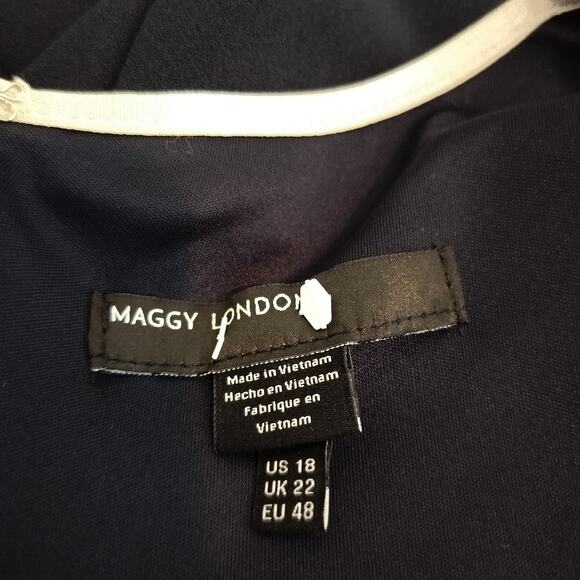 MAGGY LONDON
Made in Vietnam
Hecho en Vietnam
Fabrique en
Vietnam
US 18
UK 22
EU 48